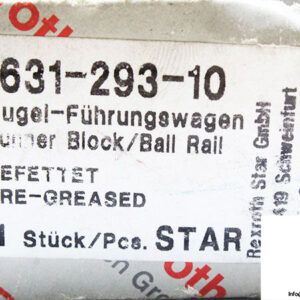 631-293-10
ugel-Führungswagen
unner Block/Ball Rail
EFETTET
RE-GREASED
Stück/Pcs. STAR
Rexroth Star GmbH
419 Schweinfurt
oth